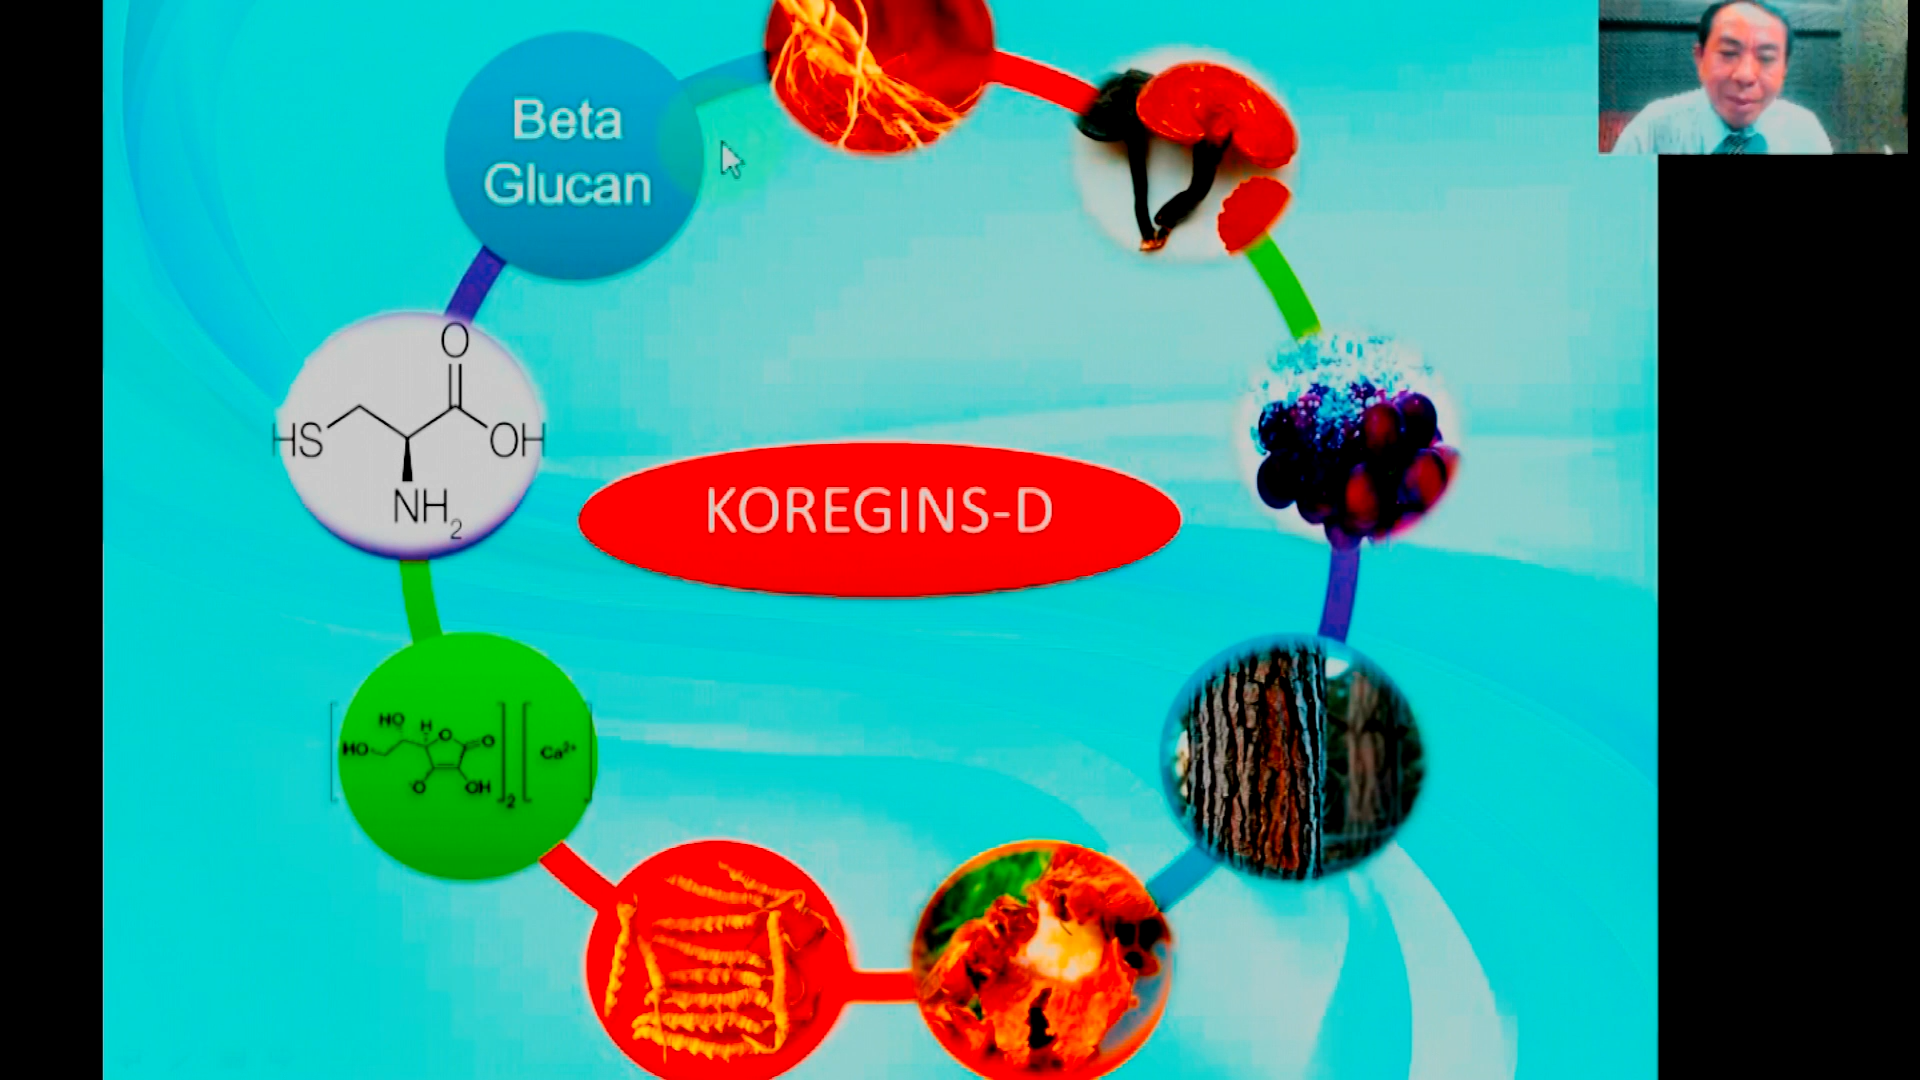 Beta
Glucan
O
HS
OH
NH2
KOREGINS-D
HO
H
O
O
HO
Ca2+
O
OH
2